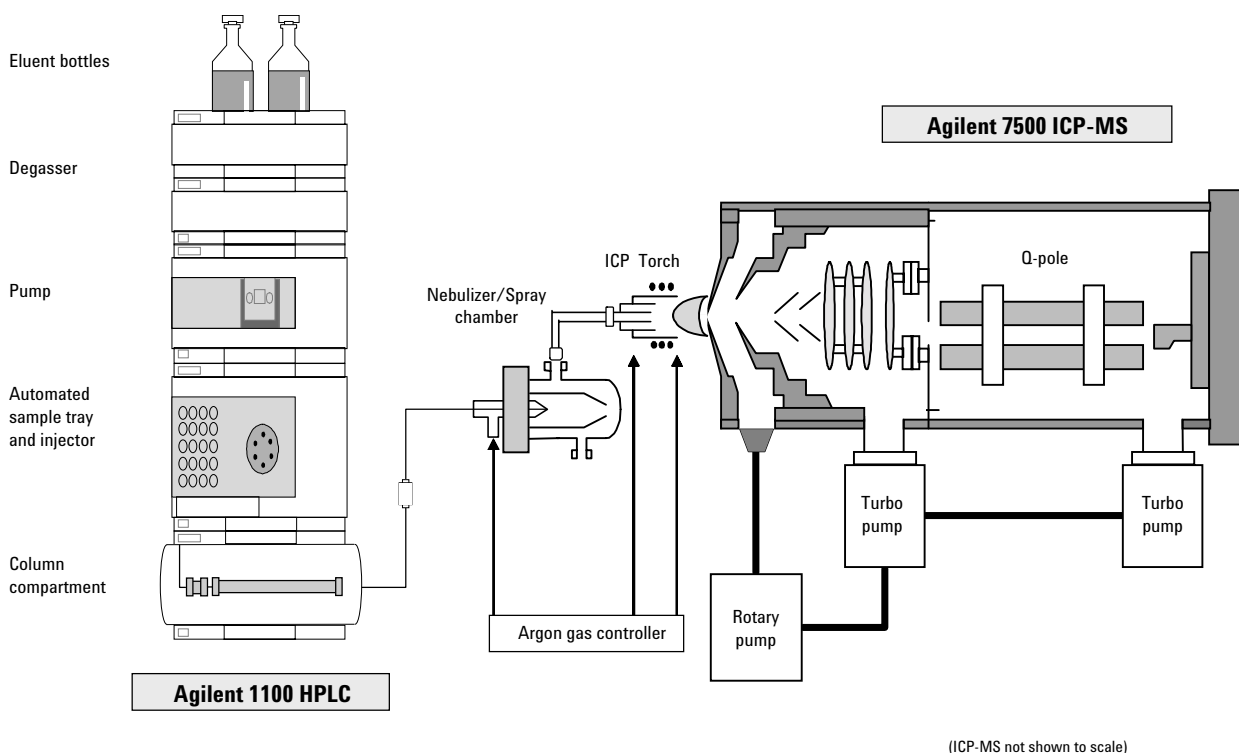 Eluent bottles
Degasser
Pump
Automated
sample tray
and injector
Column
compartment
Agilent 1100 HPLC
Nebulizer/Spray
chamber
ICP Torch
Argon gas controller
Agilent 7500 ICP-MS
Q-pole
Turbo
pump
Turbo
pump
Rotary
pump
(ICP-MS not shown to scale)